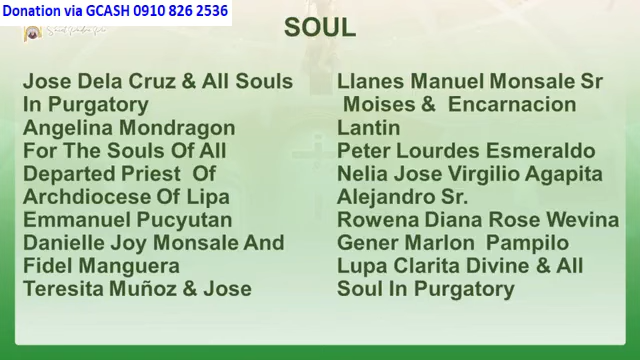 Donation via GCASH 0910 826 2536
SOUL
Jose Dela Cruz & All Souls
In Purgatory
Angelina Mondragon
For The Souls Of All
Departed Priest Of
Archdiocese Of Lipa
Emmanuel Pucyutan
Danielle Joy Monsale And
Fidel Manguera
Teresita Muñoz & Jose
Llanes Manuel Monsale Sr
Moises & Encarnacion
Lantin
Peter Lourdes Esmeraldo
Nelia Jose Virgilio Agapita
Alejandro Sr.
Rowena Diana Rose Wevina
Gener Marlon Pampilo
Lupa Clarita Divine & All
Soul In Purgatory